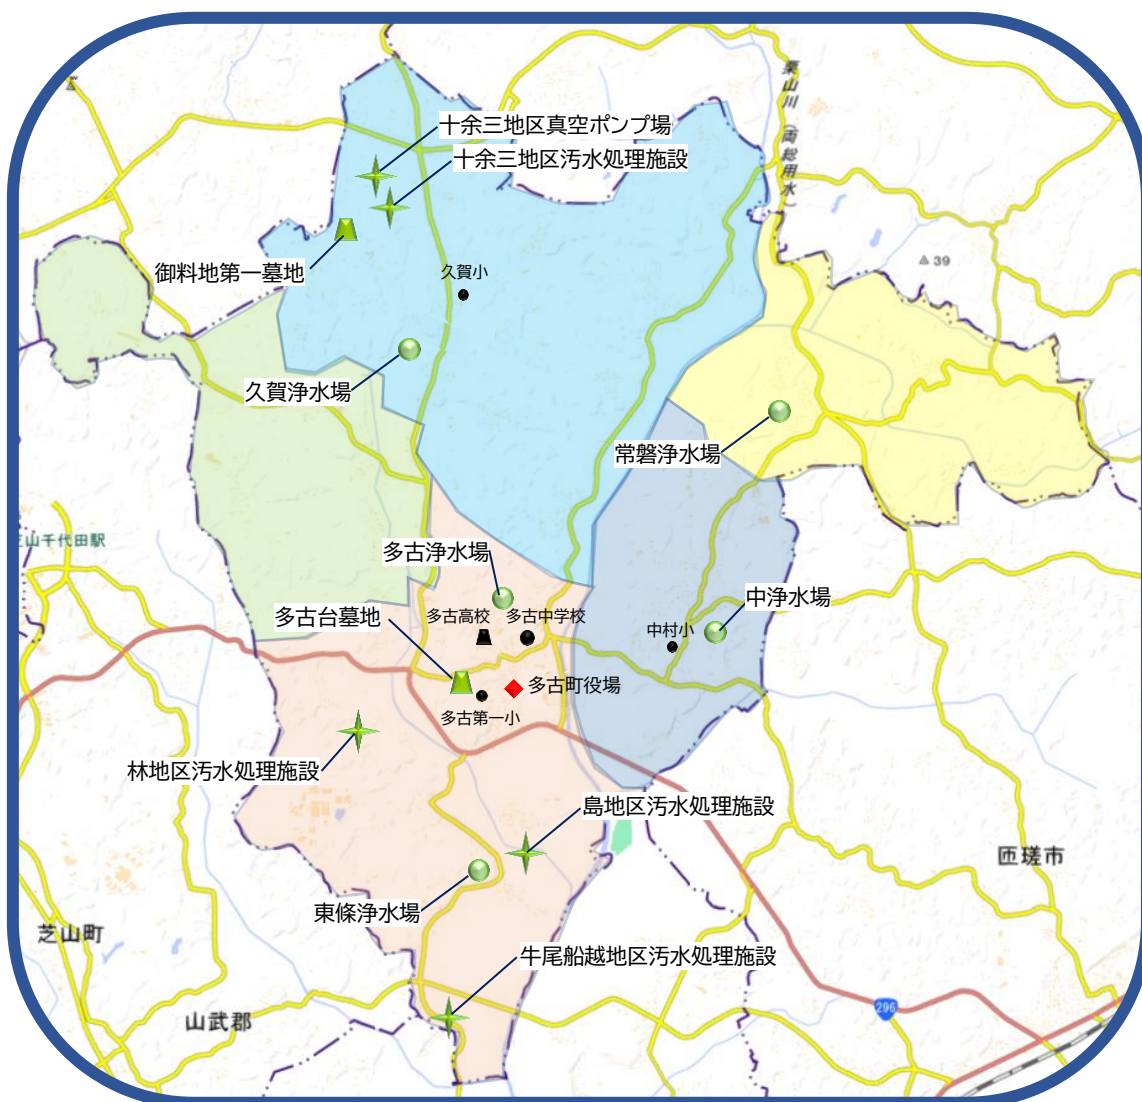 栗山川（両総用水）
十余三地区真空ポンプ場
十余三地区汚水処理施設
御料地第一墓地
久賀小
39
久賀浄水場
常磐浄水場
山千代田駅
多古浄水場
多古高校
多古中学校
中浄水場
多古台墓地
中村小
多古町役場
多古第一小
林地区汚水処理施設
島地区汚水処理施設
匝瑳市
東條浄水場
芝山町
牛尾船越地区汚水処理施設
296
山武郡